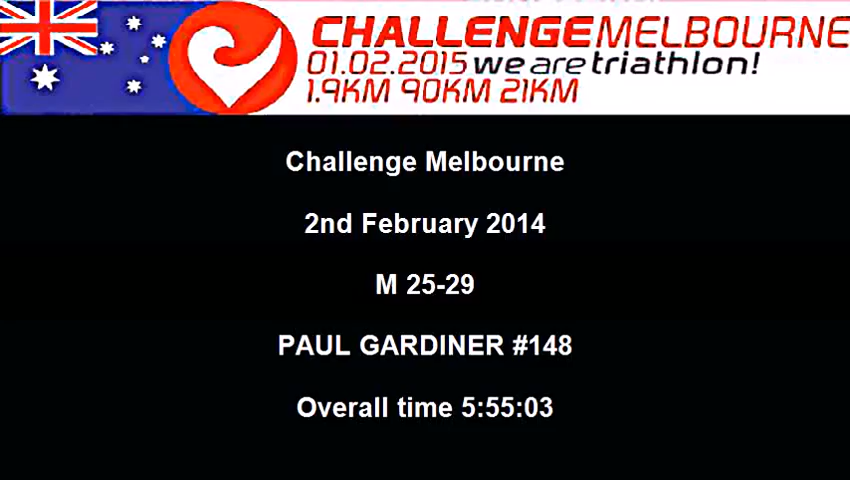 CHALLENGEMELBOURNE
01.02.2015 we are triathlon!
1.9KM 90KM 21KM
Challenge Melbourne
2nd February 2014
M 25-29
PAUL GARDINER #148
Overall time 5:55:03